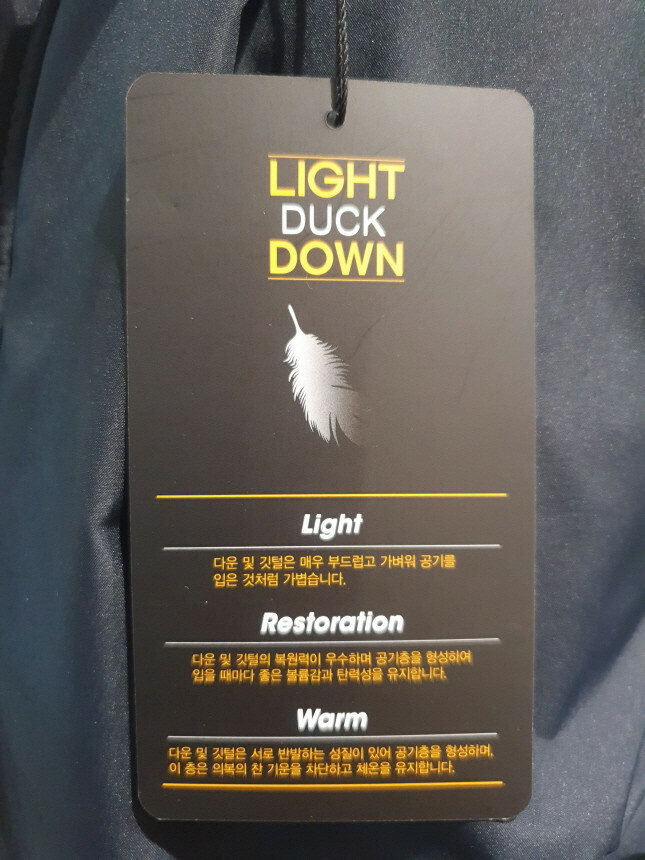 LIGHT
DUCK
DOWN
Light
다운 및 깃털은 매우 부드럽고 가벼워 공기를
입은 것처럼 가볍습니다.
Restoration
다운 및 깃털의 복원력이 우수하며 공기층을 형성하여
입을 때마다 좋은 볼륨감과 탄력성을 유지합니다.
Warm
다운 및 깃털은 서로 반발하는 성질이 있어 공기층을 형성하며,
이 층은 의복의 찬 기운을 차단하고 체온을 유지합니다.